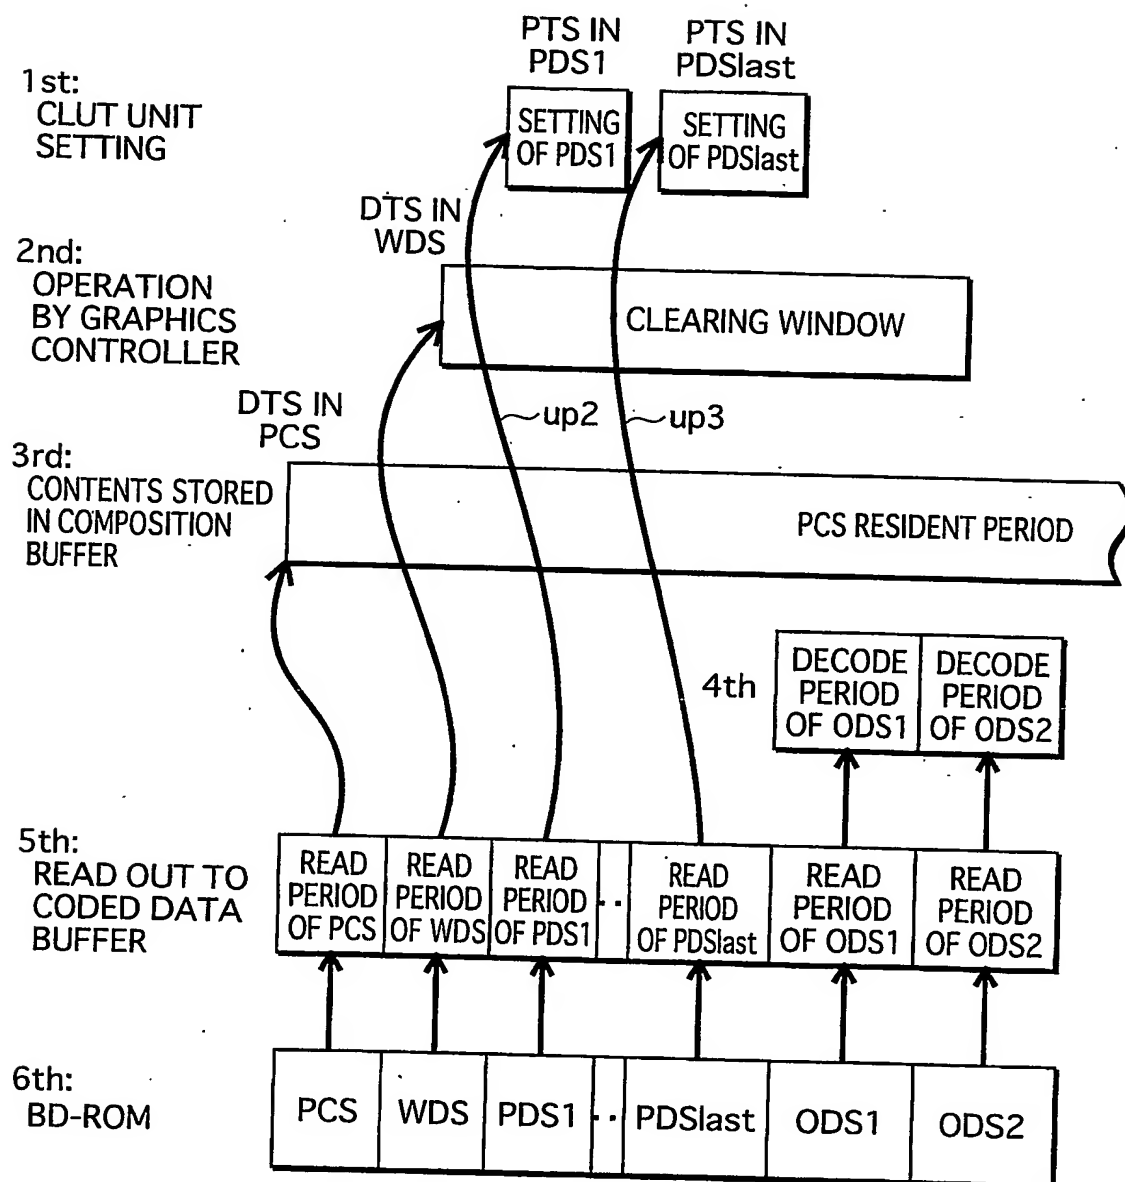 PTS IN
PDS1
PTS IN
PDSlast
1st:
CLUT UNIT
SETTING
SETTING
OF PDS1
SETTING
OF PDSlast
DTS IN
WDS
2nd:
OPERATION
BY GRAPHICS
CONTROLLER
CLEARING WINDOW
DTS IN
PCS
up2
up3
3rd:
CONTENTS STORED
IN COMPOSITION
BUFFER
PCS RESIDENT PERIOD
4th
DECODE
PERIOD
OF ODS1
DECODE
PERIOD
OF ODS2
5th:
READ OUT TO
CODED DATA
BUFFER
READ
PERIOD
OF PCS
READ
PERIOD
OF WDS
READ
PERIOD
OF PDS1
..
READ
PERIOD
OF PDSlast
READ
PERIOD
OF ODS1
READ
PERIOD
OF ODS2
6th:
BD-ROM
PCS
WDS
PDS1
..
PDSlast
ODS1
ODS2